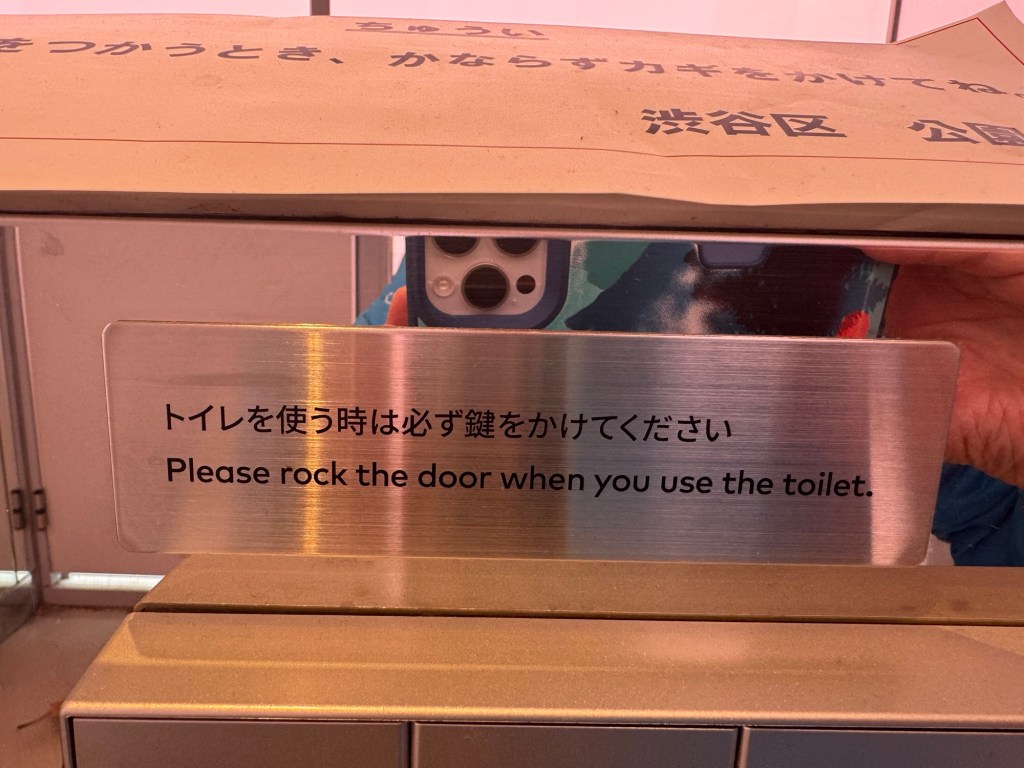 ちゅうい
をつかうとき、かならずカギをかけてね。
渋谷区　公園
トイレを使う時は必ず鍵をかけてください
Please rock the door when you use the toilet.